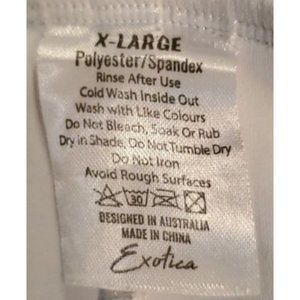 X-LARGE
Polyester/Spandex
Rinse After Use
Cold Wash Inside Out
Wash with Like Colours
Do Not Bleach, Soak Or Rub
Dry in Shade, Do Not Tumble Dry
Do Not Iron
Avoid Rough Surfaces
30
DESIGNED IN AUSTRALIA
MADE IN CHINA
Exotica